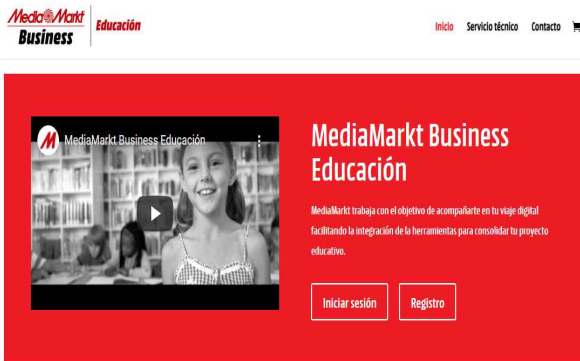 MediaMarkt
Business
Educación
Inicio Servicio técnico Contacto
M MediaMarkt Business Educación
MediaMarkt Business
Educación
MediaMarkt trabaja con el objetivo de acompañarte en tu viaje digital
facilitando la integración de la herramientas para consolidar tu proyecto
educativo.
Iniciar sesión Registro